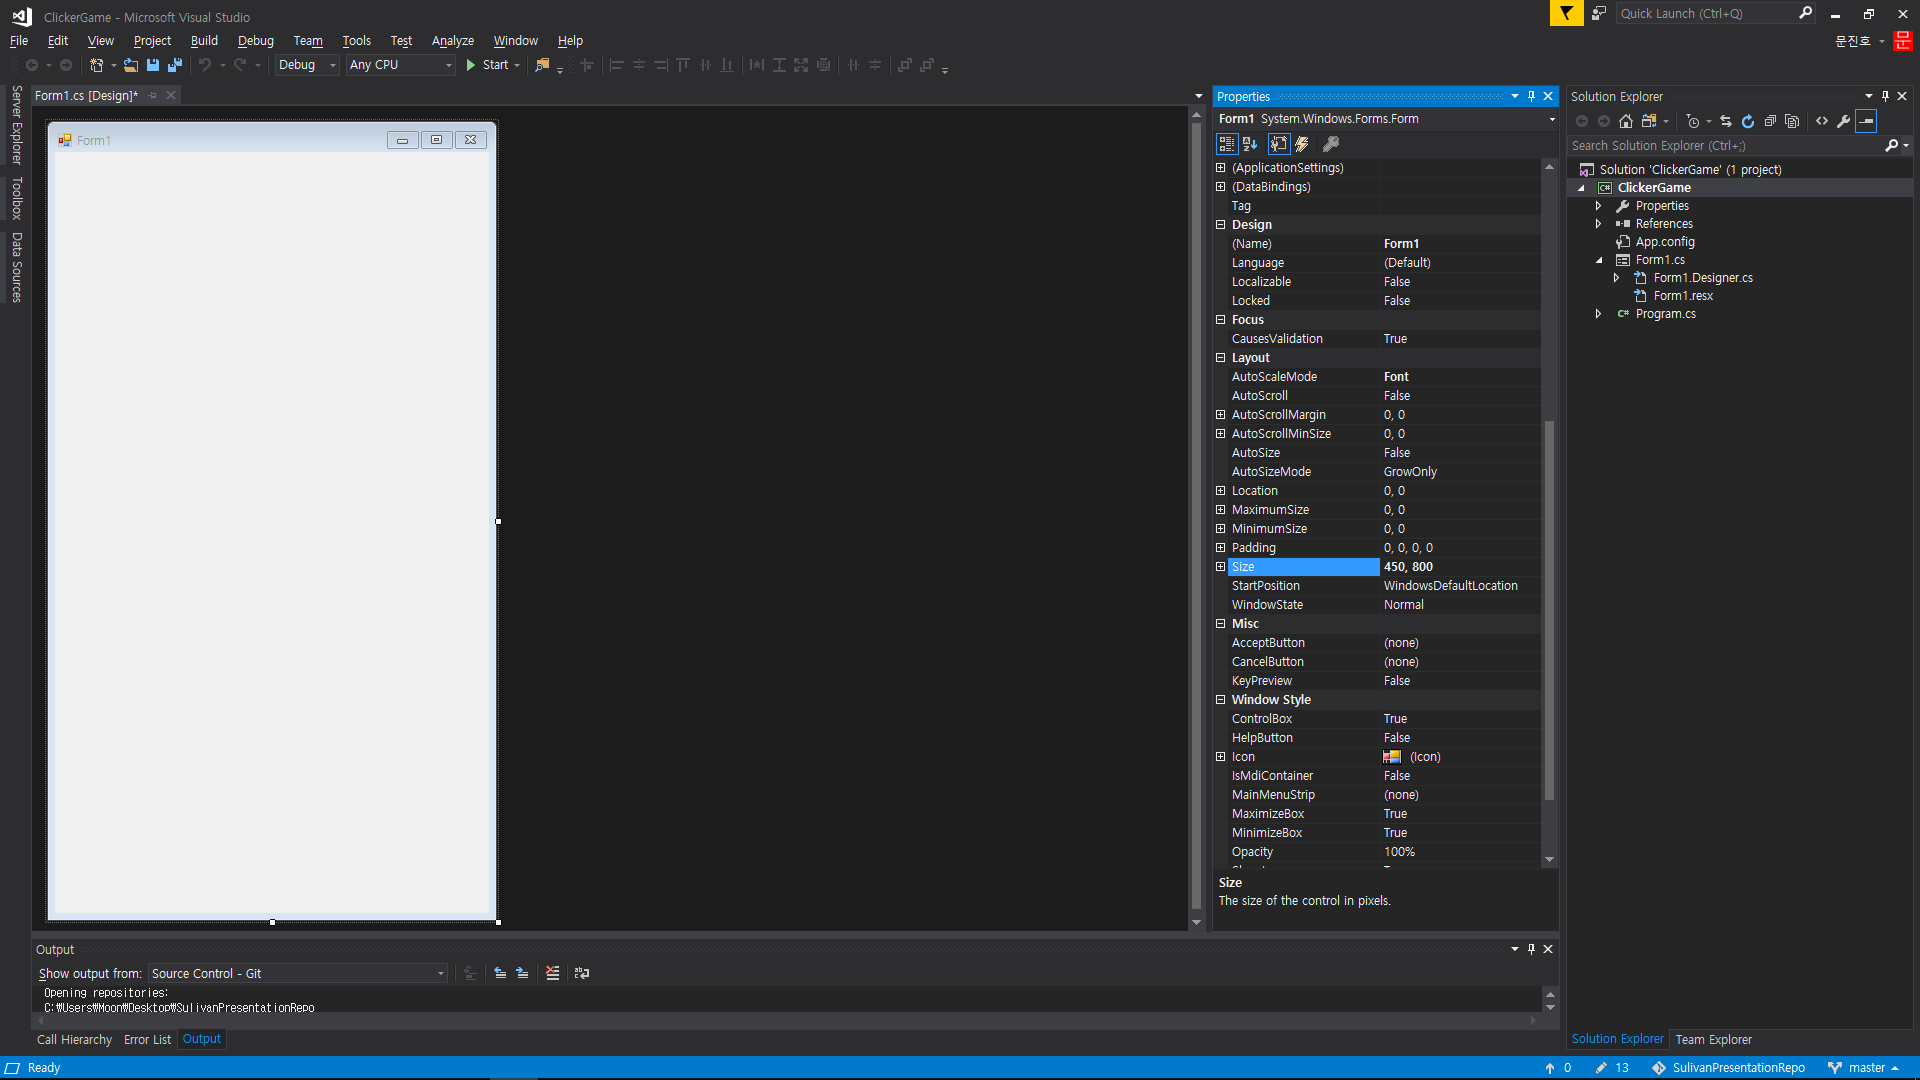 ClickerGame - Microsoft Visual Studio
Quick Launch (Ctrl+Q)
File Edit View Project Build Debug Team Tools Test Analyze Window Help
문진호
문
Debug Any CPU Start
Server Explorer
Toolbox
Data Sources
Form1.cs [Design]*
Form1
Properties
Form1 System.Windows.Forms.Form
(ApplicationSettings)
(DataBindings)
Tag
Design
(Name) Form1
Language (Default)
Localizable False
Locked False
Focus
CausesValidation True
Layout
AutoScaleMode Font
AutoScroll False
AutoScrollMargin 0, 0
AutoScrollMinSize 0, 0
AutoSize False
AutoSizeMode GrowOnly
Location 0, 0
MaximumSize 0, 0
MinimumSize 0, 0
Padding 0, 0, 0, 0
Size 450, 800
StartPosition WindowsDefaultLocation
WindowState Normal
Misc
AcceptButton (none)
CancelButton (none)
KeyPreview False
Window Style
ControlBox True
HelpButton False
Icon (Icon)
IsMdiContainer False
MainMenuStrip (none)
MaximizeBox True
MinimizeBox True
Opacity 100%
Size
The size of the control in pixels.
Solution Explorer
Search Solution Explorer (Ctrl+;)
Solution 'ClickerGame' (1 project)
C# ClickerGame
Properties
References
App.config
Form1.cs
Form1.Designer.cs
Form1.resx
C# Program.cs
Output
Show output from: Source Control - Git
Opening repositories:
C:₩Users₩Moon₩Desktop₩SulivanPresentationRepo
Call Hierarchy Error List Output
Solution Explorer Team Explorer
Ready
0 13 SulivanPresentationRepo master